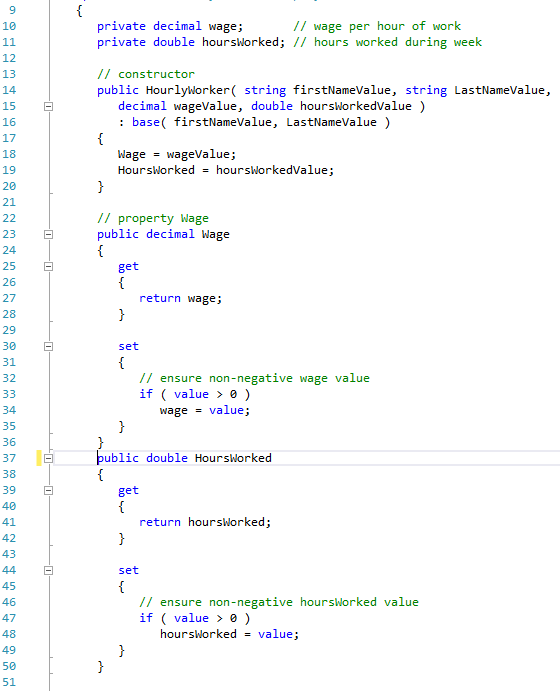 9 {
10 private decimal wage; // wage per hour of work
11 private double hoursWorked; // hours worked during week
12
13 // constructor
14 public HourlyWorker( string firstNameValue, string LastNameValue,
15 decimal wageValue, double hoursWorkedValue )
16 : base( firstNameValue, LastNameValue )
17 {
18 Wage = wageValue;
19 HoursWorked = hoursWorkedValue;
20 }
21
22 // property Wage
23 public decimal Wage
24 {
25 get
26 {
27 return wage;
28 }
29
30 set
31 {
32 // ensure non-negative wage value
33 if ( value > 0 )
34 wage = value;
35 }
36 }
37 public double HoursWorked
38 {
39 get
40 {
41 return hoursWorked;
42 }
43
44 set
45 {
46 // ensure non-negative hoursWorked value
47 if ( value > 0 )
48 hoursWorked = value;
49 }
50 }
51